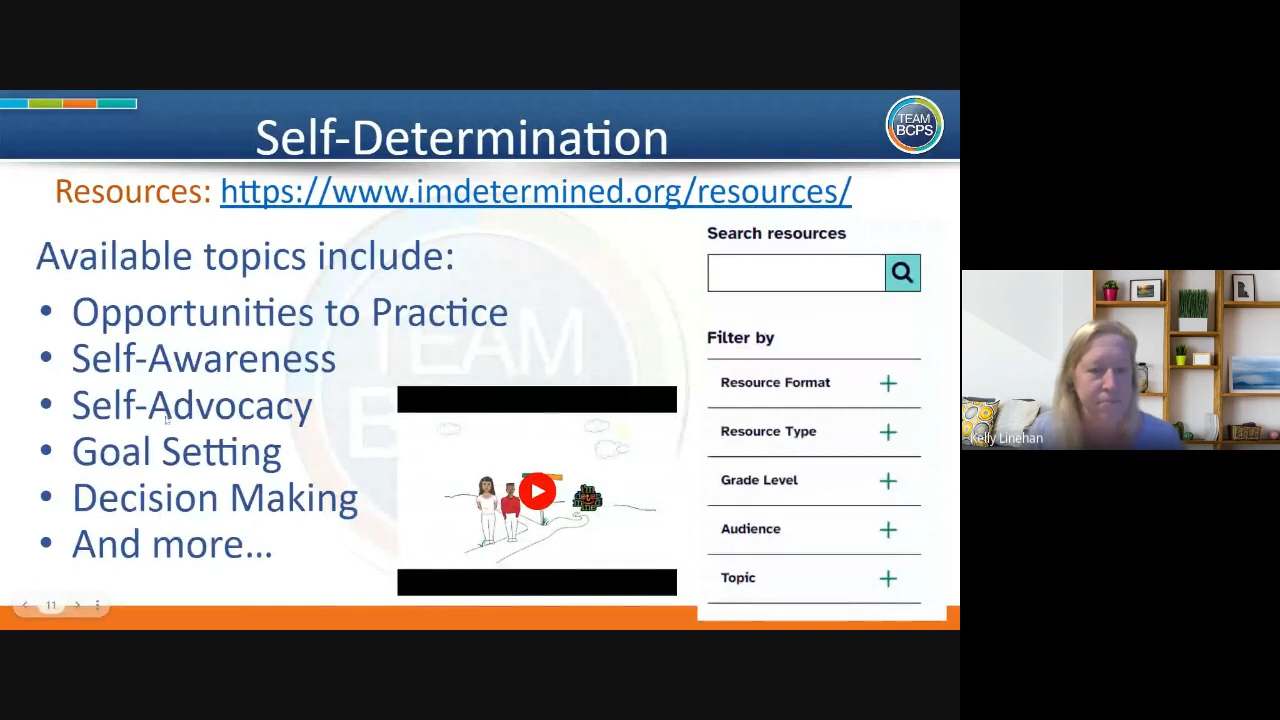 Self-Determination
TEAM
BCPS
Resources: https://www.imdetermined.org/resources/
Available topics include:
• Opportunities to Practice
• Self-Awareness
• Self-Advocacy
• Goal Setting
• Decision Making
• And more...
Search resources
Filter by
Resource Format
Resource Type
Grade Level
Audience
Topic
11
Kelly Linehan